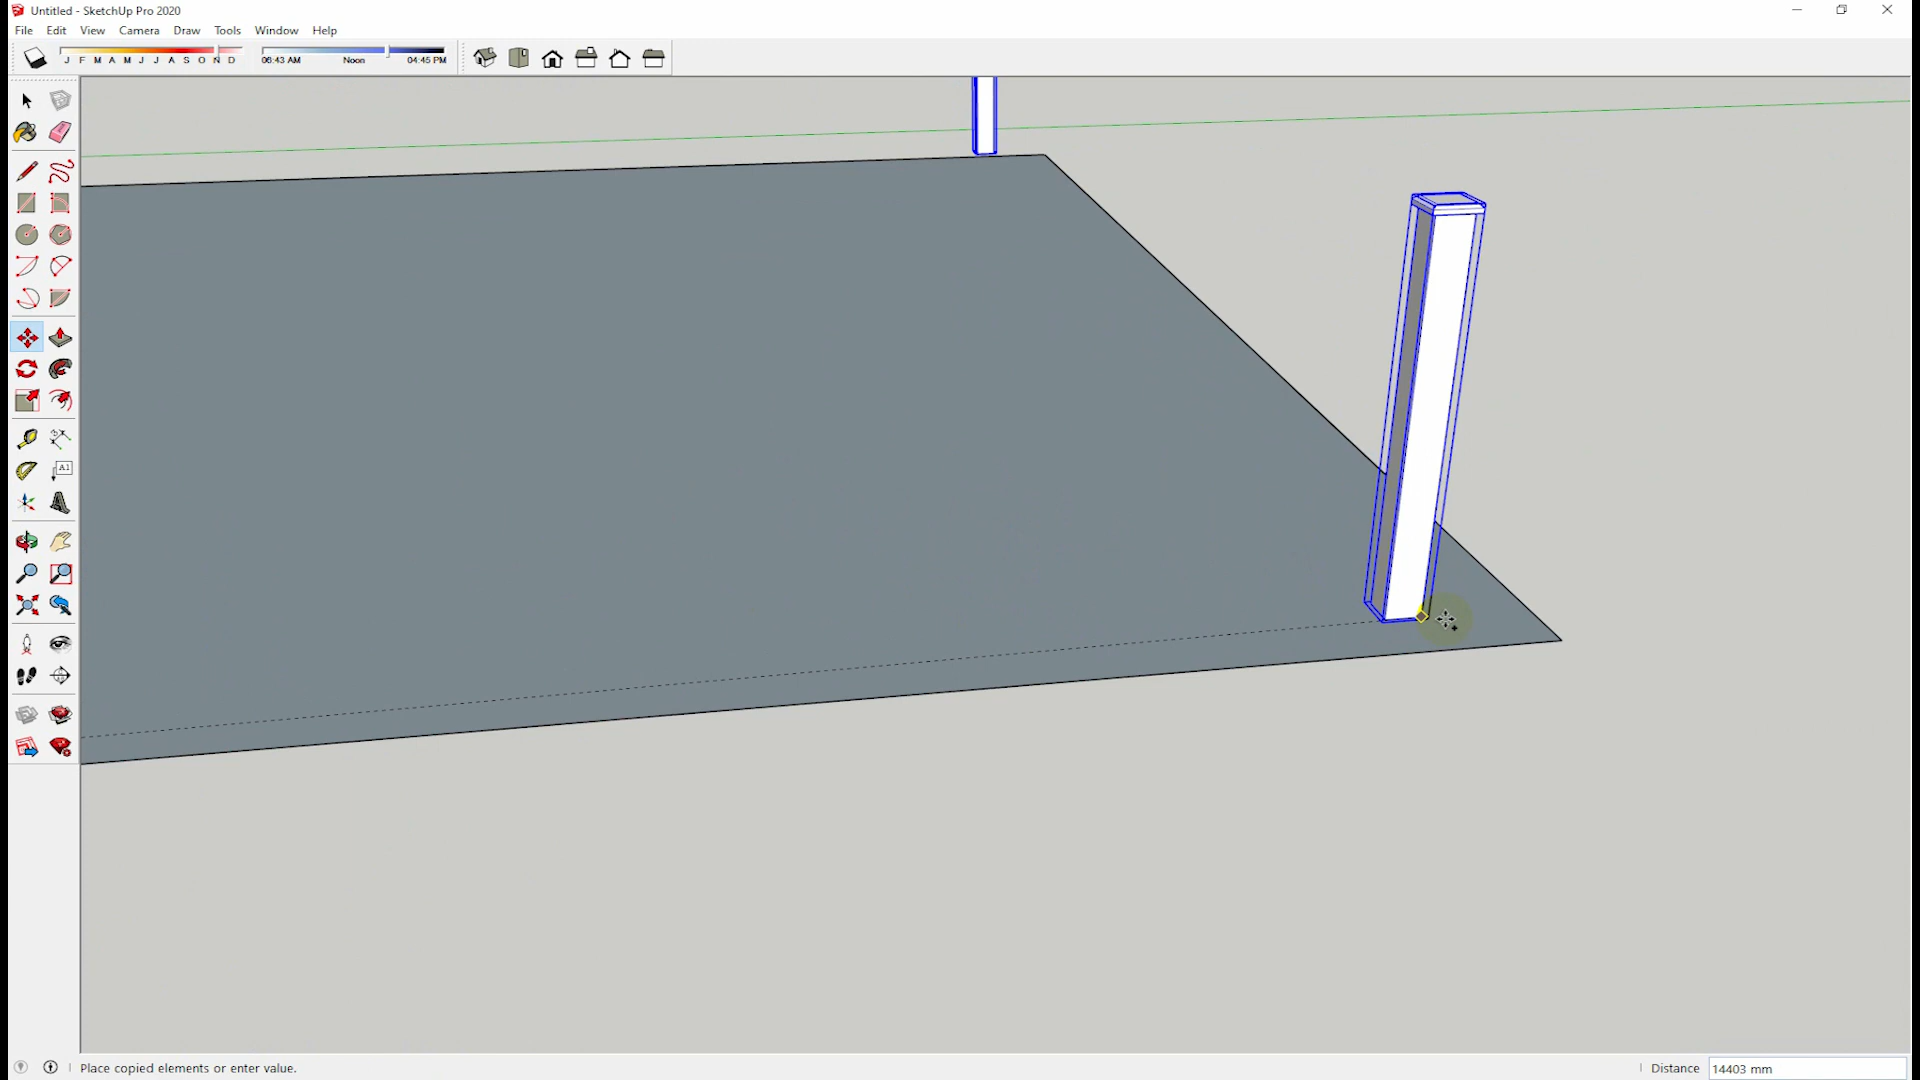 Untitled - SketchUp Pro 2020
File Edit View Camera Draw Tools Window Help
J F M A M J J A S O N D 06:43 AM Noon 04:45 PM
A1
Place copied elements or enter value. Distance 14403 mm